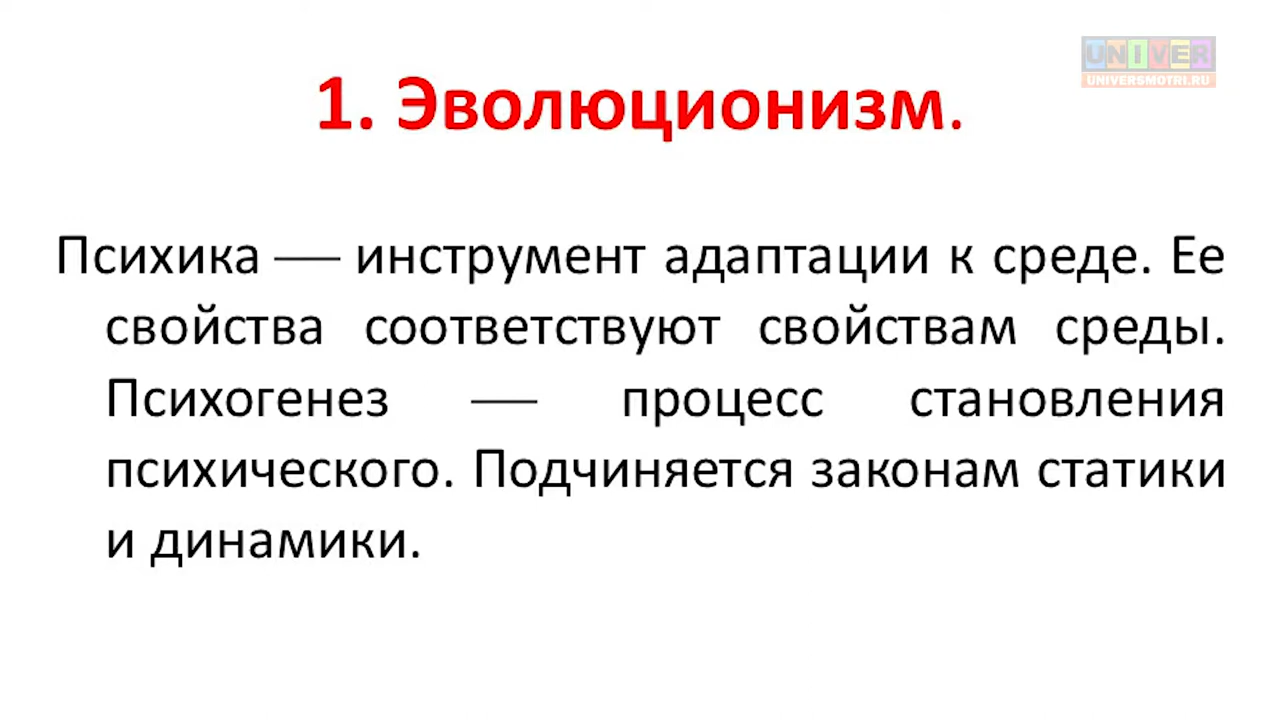 UNIVER
UNIVERSMOTRI.RU
1. Эволюционизм.
Психика — инструмент адаптации к среде. Ее
свойства соответствуют свойствам среды.
Психогенез — процесс становления
психического. Подчиняется законам статики
и динамики.